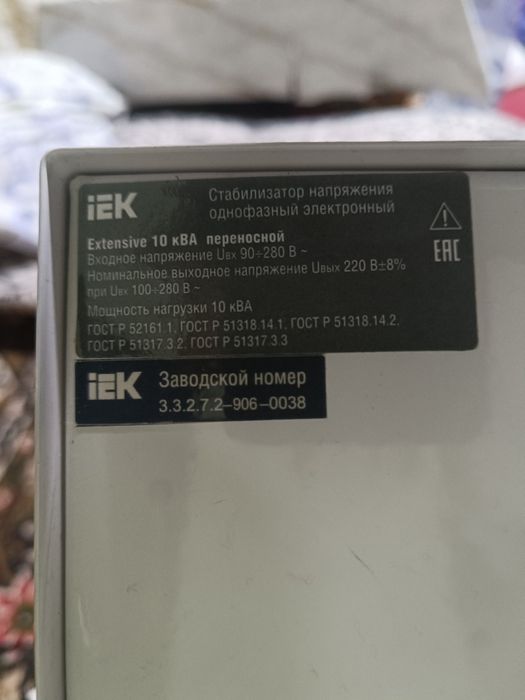 iEK
Стабилизатор напряжения
однофазный электронный
Extensive 10 кВА переносной
Входное напряжение Uвх 90÷280 В ~
Номинальное выходное напряжение Uвых 220 В±8%
при Uвх 100÷280 В ~
Мощность нагрузки 10 кВА
ГОСТ Р 52161.1, ГОСТ Р 51318.14.1, ГОСТ Р 51318.14.2,
ГОСТ Р 51317.3.2, ГОСТ Р 51317.3.3
EAC
iEK
Заводской номер
3.3.2.7.2–906–0038